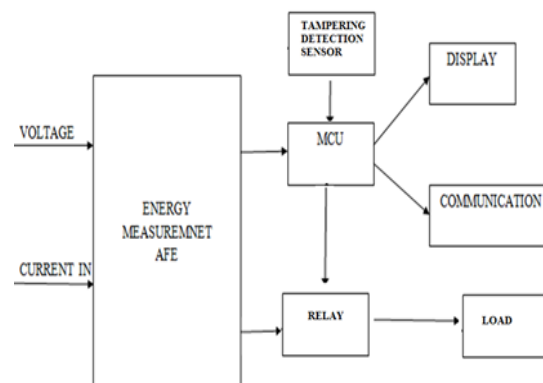 TAMPERING
DETECTION
SENSOR
DISPLAY
VOLTAGE
MCU
ENERGY
MEASUREMNET
AFE
COMMUNICATION
CURRENT IN
RELAY
LOAD